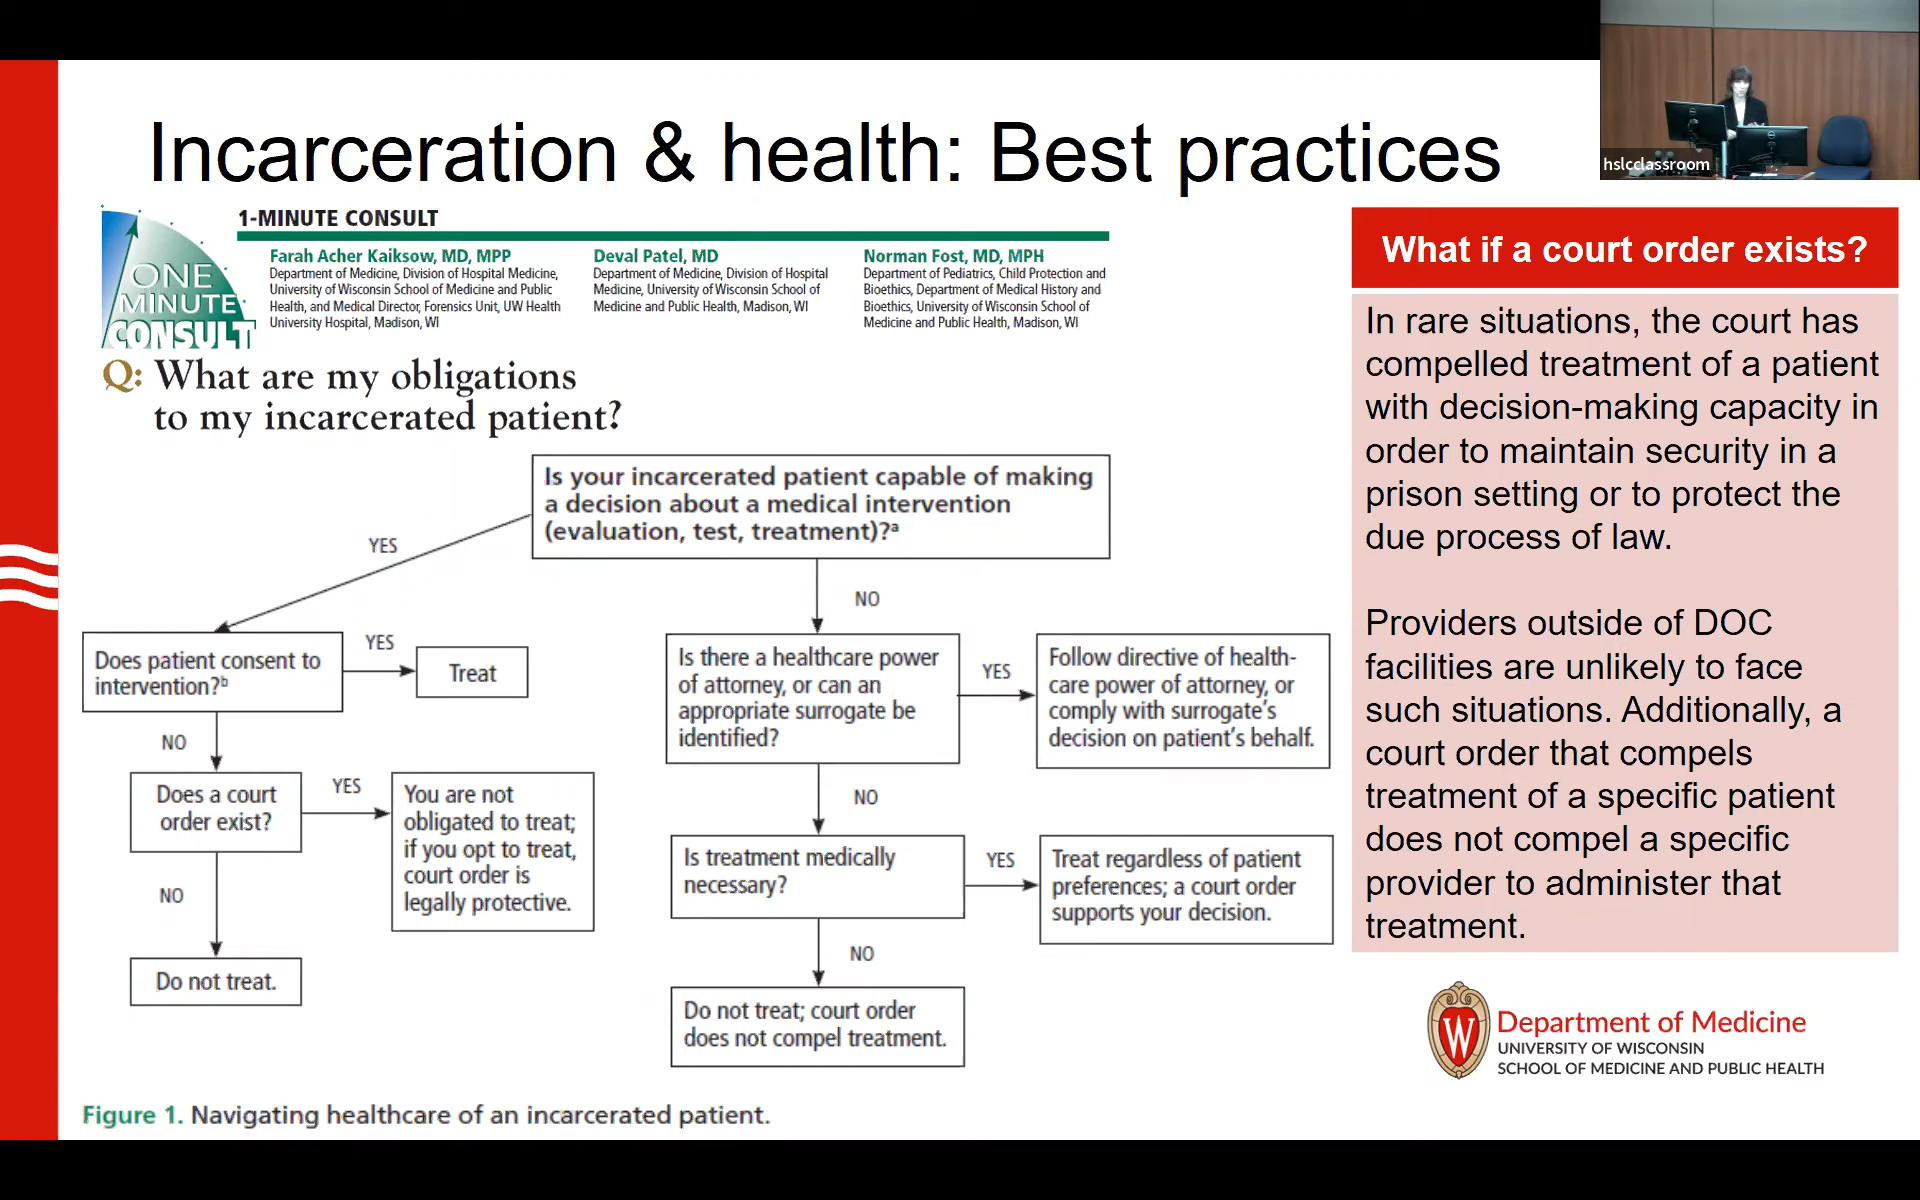 Incarceration & health: Best practices
hslcclassroom
1-MINUTE CONSULT
ONE
MINUTE
CONSULT
Farah Acher Kaiksow, MD, MPP
Department of Medicine, Division of Hospital Medicine,
University of Wisconsin School of Medicine and Public
Health, and Medical Director, Forensics Unit, UW Health
University Hospital, Madison, WI
Deval Patel, MD
Department of Medicine, Division of Hospital
Medicine, University of Wisconsin School of
Medicine and Public Health, Madison, WI
Norman Fost, MD, MPH
Department of Pediatrics, Child Protection and
Bioethics, Department of Medical History and
Bioethics, University of Wisconsin School of
Medicine and Public Health, Madison, WI
Q: What are my obligations
to my incarcerated patient?
Is your incarcerated patient capable of making
a decision about a medical intervention
(evaluation, test, treatment)?ª
YES
NO
Does patient consent to
intervention?ᵇ
YES
Treat
NO
Does a court
order exist?
YES
You are not
obligated to treat;
if you opt to treat,
court order is
legally protective.
NO
Do not treat.
Is there a healthcare power
of attorney, or can an
appropriate surrogate be
identified?
YES
Follow directive of health-
care power of attorney, or
comply with surrogate's
decision on patient's behalf.
NO
Is treatment medically
necessary?
YES
Treat regardless of patient
preferences; a court order
supports your decision.
NO
Do not treat; court order
does not compel treatment.
Figure 1. Navigating healthcare of an incarcerated patient.
What if a court order exists?
In rare situations, the court has
compelled treatment of a patient
with decision-making capacity in
order to maintain security in a
prison setting or to protect the
due process of law.
Providers outside of DOC
facilities are unlikely to face
such situations. Additionally, a
court order that compels
treatment of a specific patient
does not compel a specific
provider to administer that
treatment.
W
Department of Medicine
UNIVERSITY OF WISCONSIN
SCHOOL OF MEDICINE AND PUBLIC HEALTH